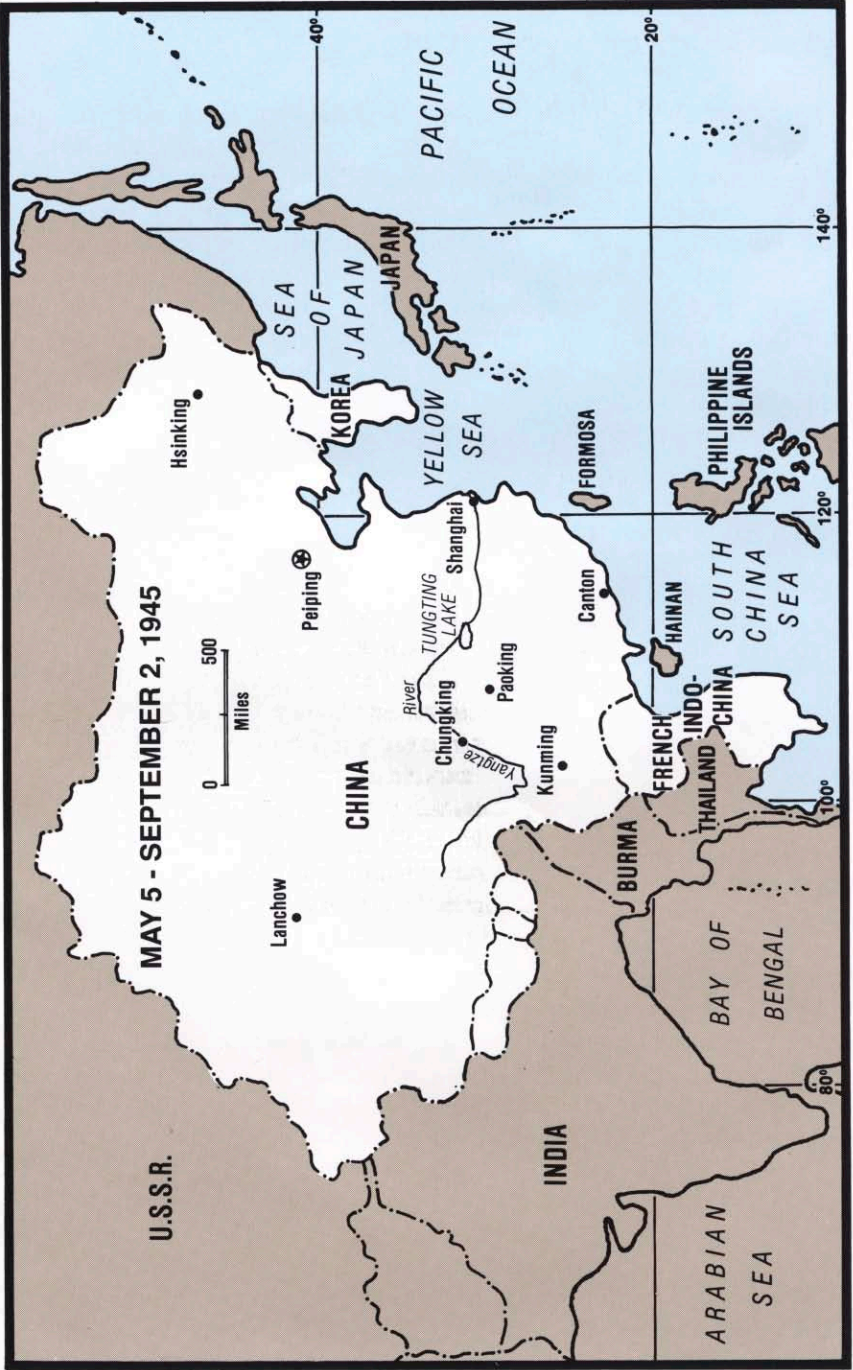 MAY 5 - SEPTEMBER 2, 1945
0
500
Miles
U.S.S.R.
CHINA
Hsinking
Peiping
Lanchow
KOREA
SEA
OF
JAPAN
JAPAN
PACIFIC
OCEAN
40°
YELLOW
SEA
River
TUNGTING
LAKE
Shanghai
Chungking
Yangtze
Paoking
Kunming
Canton
FORMOSA
HAINAN
PHILIPPINE
ISLANDS
SOUTH
CHINA
SEA
FRENCH
INDO-
CHINA
THAILAND
BURMA
INDIA
BAY OF
BENGAL
ARABIAN
SEA
20°
80°
100°
120°
140°